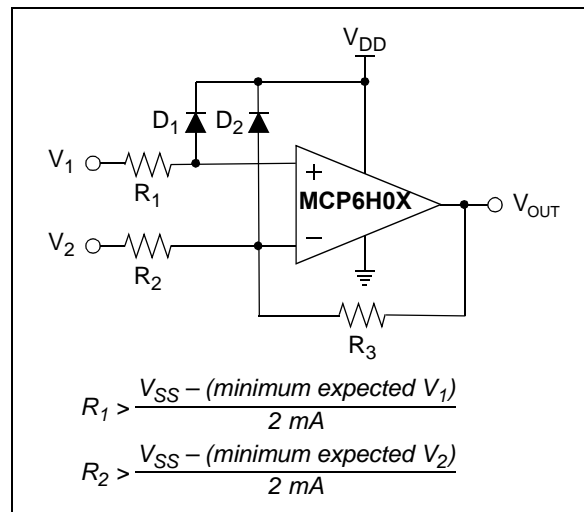 V_DD
D_1 D_2
V_1
R_1
+
MCP6H0X
V_OUT
V_2
R_2
–
R_3
R_1 > V_SS – (minimum expected V_1)
2 mA
R_2 > V_SS – (minimum expected V_2)
2 mA